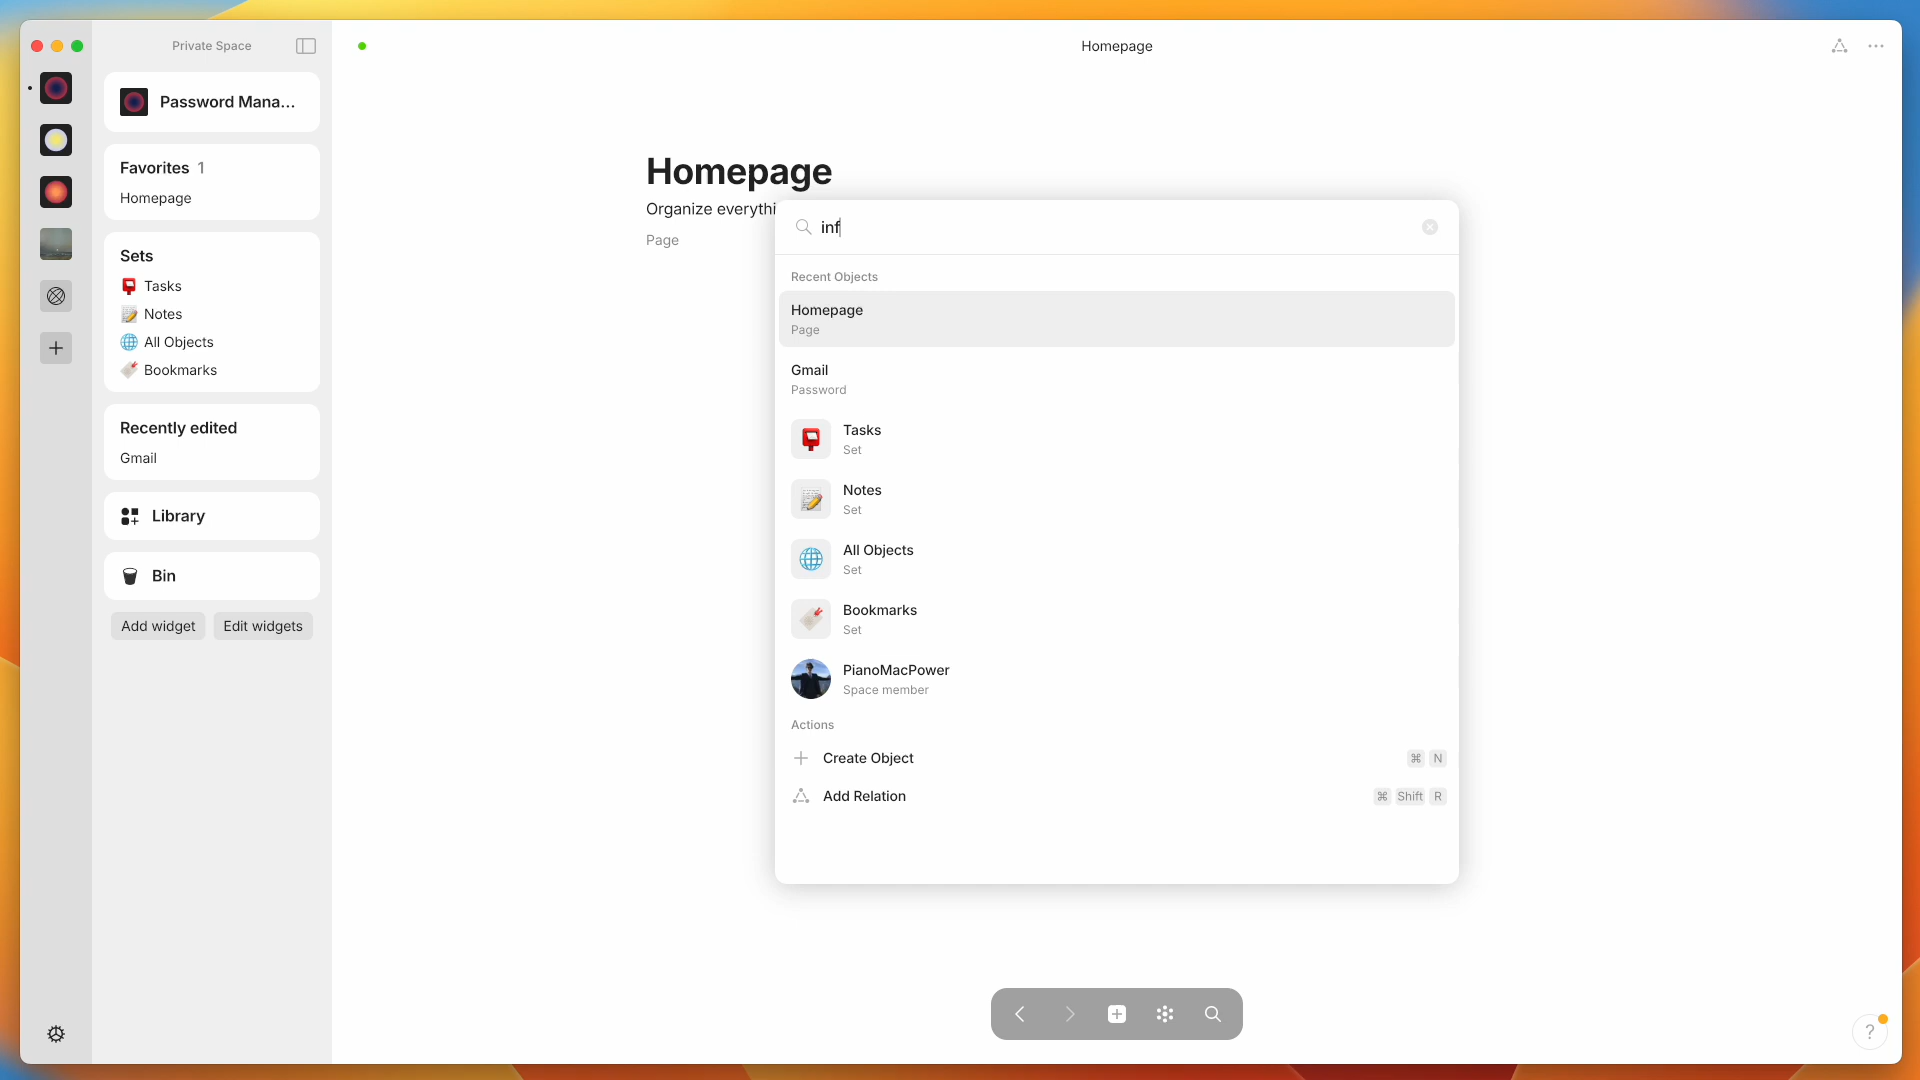 Private Space
Password Mana...
Favorites 1
Homepage
Sets
Tasks
Notes
All Objects
Bookmarks
Recently edited
Gmail
Library
Bin
Add widget Edit widgets
Homepage
Homepage
Organize everythi
Page
inf
Recent Objects
Homepage
Page
Gmail
Password
Tasks
Set
Notes
Set
All Objects
Set
Bookmarks
Set
PianoMacPower
Space member
Actions
Create Object ⌘ N
Add Relation ⌘ Shift R
?